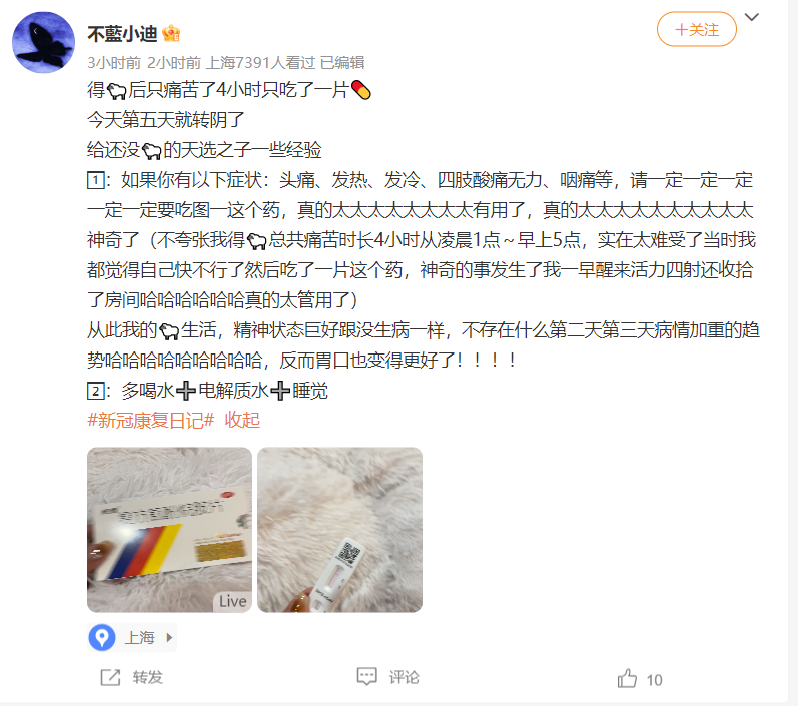 不藍小迪
十关注
3小时前 2小时前 上海7391人看过 已编辑
得🐑后只痛苦了4小时只吃了一片💊
今天第五天就转阴了
给还没🐑的天选之子一些经验
1️⃣：如果你有以下症状：头痛、发热、发冷、四肢酸痛无力、咽痛等，请一定一定一定
一定一定要吃图一这个药，真的太太太太太太太太有用了，真的太太太太太太太太太太
神奇了（不夸张我得🐑总共痛苦时长4小时从凌晨1点～早上5点，实在太难受了当时我
都觉得自己快不行了然后吃了一片这个药，神奇的事发生了我一早醒来活力四射还收拾
了房间哈哈哈哈哈哈真的太管用了）
从此我的🐑生活，精神状态巨好跟没生病一样，不存在什么第二天第三天病情加重的趋
势哈哈哈哈哈哈哈哈哈，反而胃口也变得更好了！！！！
2️⃣：多喝水➕电解质水➕睡觉
#新冠康复日记# 收起
Live
上海
转发
评论
10